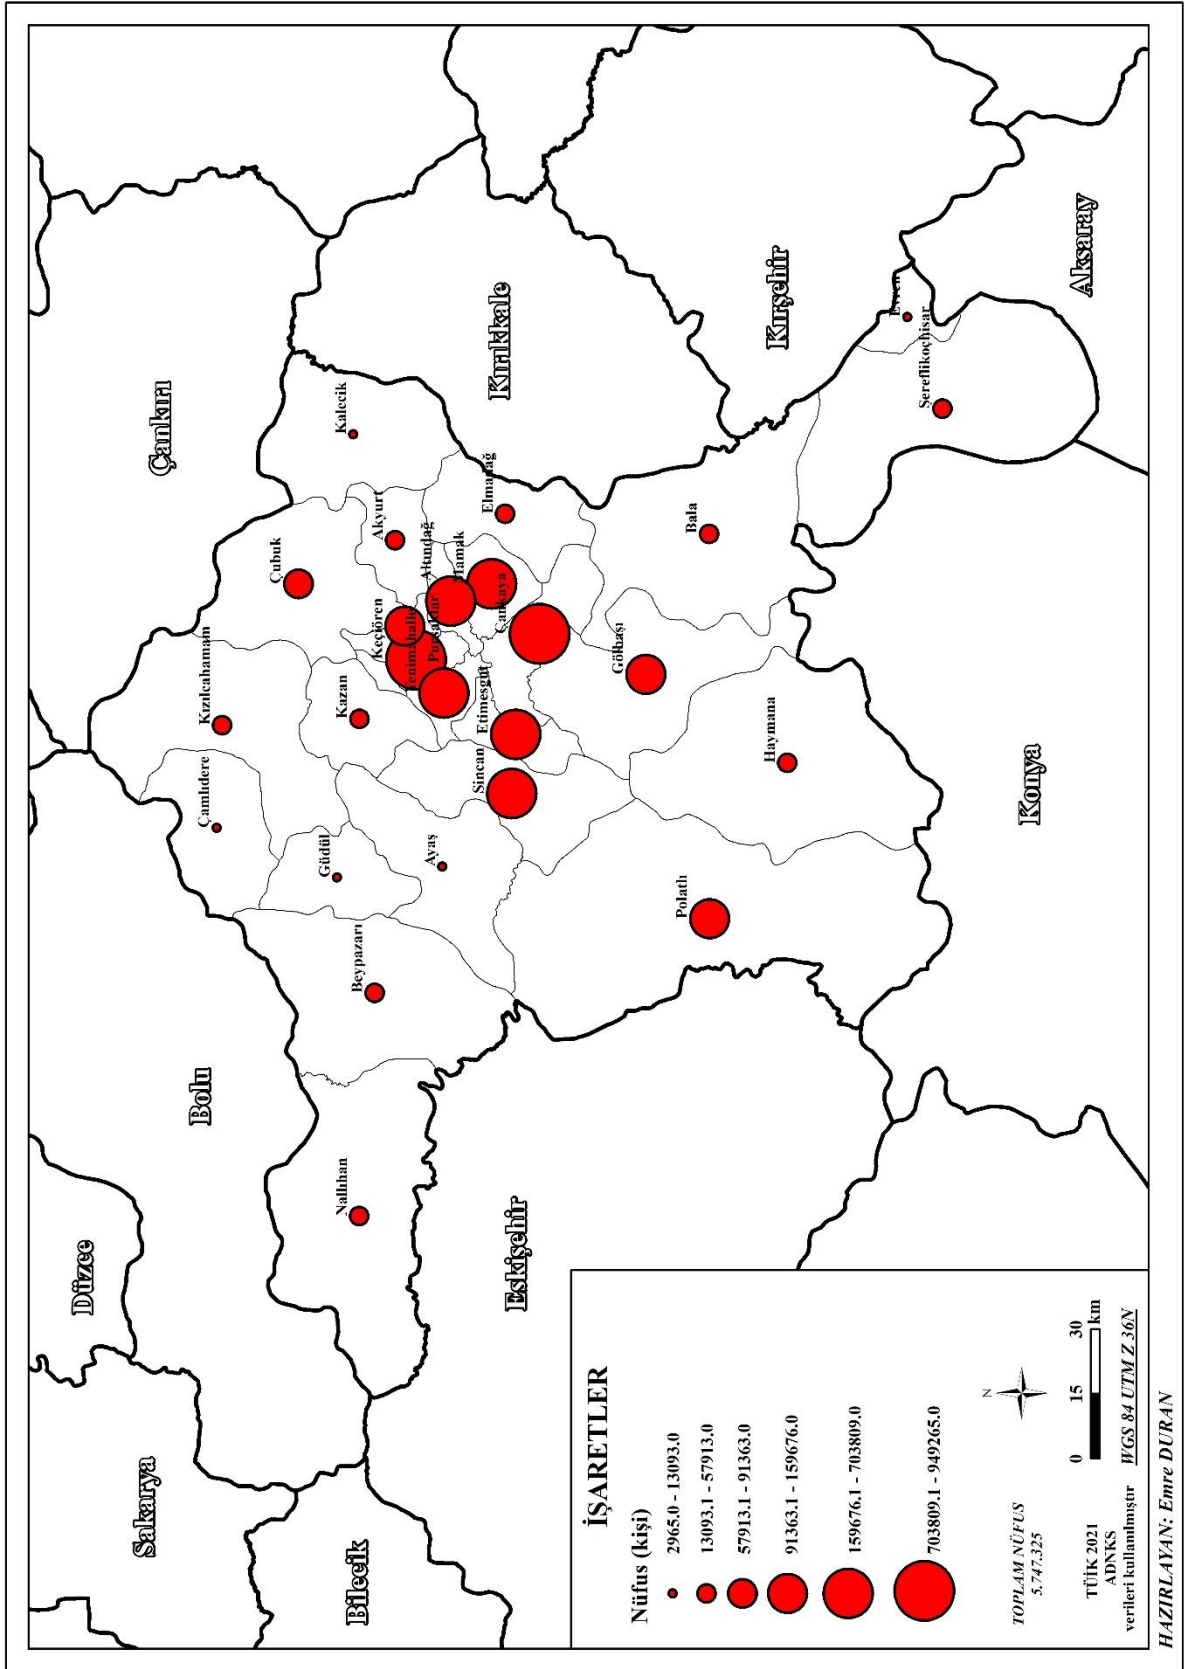 Sakarya
Düzce
Bolu
Çankırı
Bilecik
Eskişehir
Kırıkkale
Kırşehir
Konya
Aksaray
Çamlıdere
Kızılcahamam
Çubuk
Kalecik
Nallıhan
Beypazarı
Güdül
Kazan
Keçiören
Akyurt
Ayaş
Yenimahalle
Pursaklar
Altındağ
Mamak
Elmadağ
Sincan
Etimesgut
Çankaya
Gölbaşı
Bala
Polatlı
Haymana
Evren
Şereflikoçhisar
İŞARETLER
Nüfus (kişi)
2965.0 - 13093.0
13093.1 - 57913.0
57913.1 - 91363.0
91363.1 - 159676.0
159676.1 - 703809.0
703809.1 - 949265.0
N
TOPLAM NÜFUS
5.747.325
0 15 30
km
TÜİK 2021
ADNKS
verileri kullanılmıştır
WGS 84 UTM Z 36N
HAZIRLAYAN: Emre DURAN